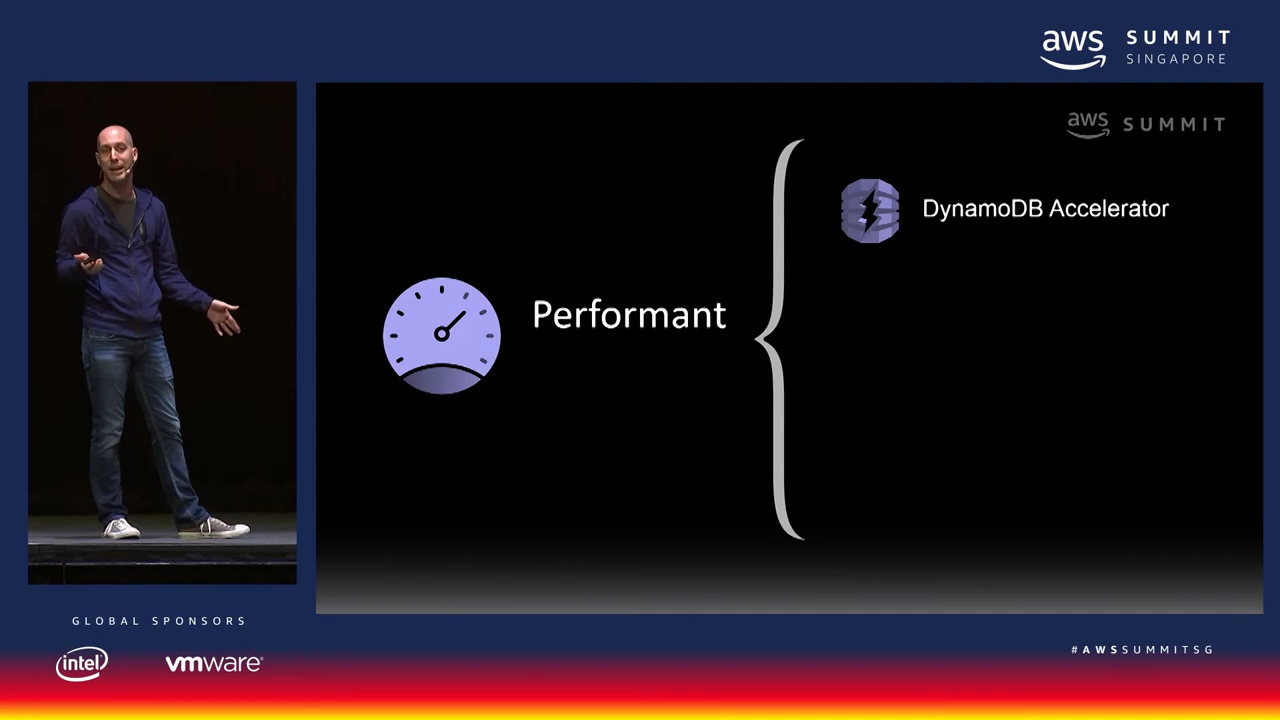 aws SUMMIT
SINGAPORE
aws SUMMIT
DynamoDB Accelerator
Performant
GLOBAL SPONSORS
intel
vmware
#AWSSUMMITSG